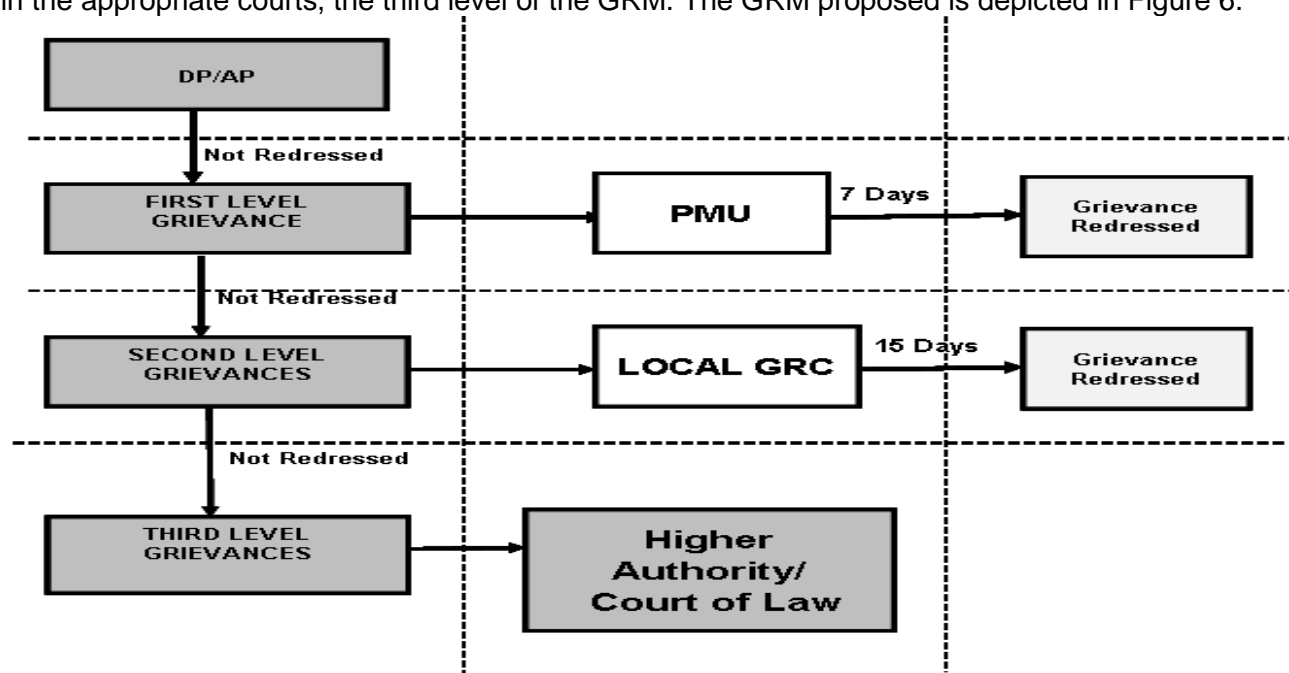 in the appropriate courts, the third level of the GRM. The GRM proposed is depicted in Figure 6.
DP/AP
Not Redressed
FIRST LEVEL
GRIEVANCE
PMU
7 Days
Grievance
Redressed
Not Redressed
SECOND LEVEL
GRIEVANCES
LOCAL GRC
15 Days
Grievance
Redressed
Not Redressed
THIRD LEVEL
GRIEVANCES
Higher
Authority/
Court of Law